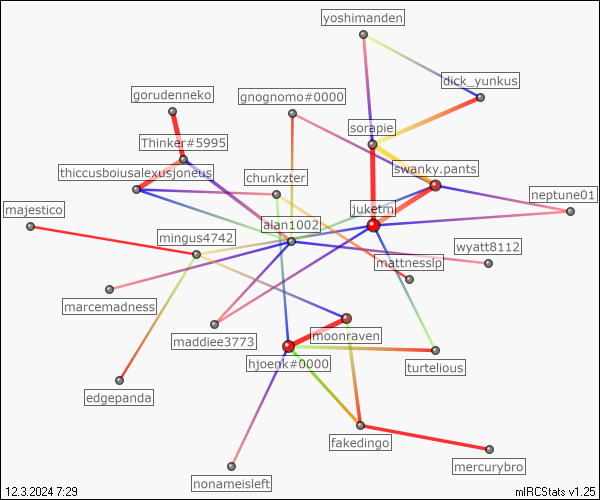 yoshimanden
dick_yunkus
gorudenneko
gnognomo#0000
sorapie
Thinker#5995
swanky.pants
thiccusboiusalexusjoneus
chunkzter
neptune01
majestico
juketm
alan1002
mingus4742
wyatt8112
mattnesslp
marcemadness
maddiee3773
moonraven
hjoenk#0000
turtelious
edgepanda
fakedingo
mercurybro
nonameisleft
12.3.2024 7:29
mIRCStats v1.25